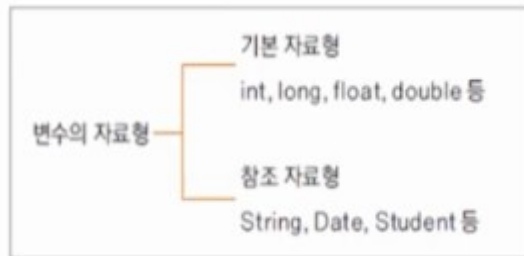 기본 자료형
int, long, float, double 등
변수의 자료형
참조 자료형
String, Date, Student 등